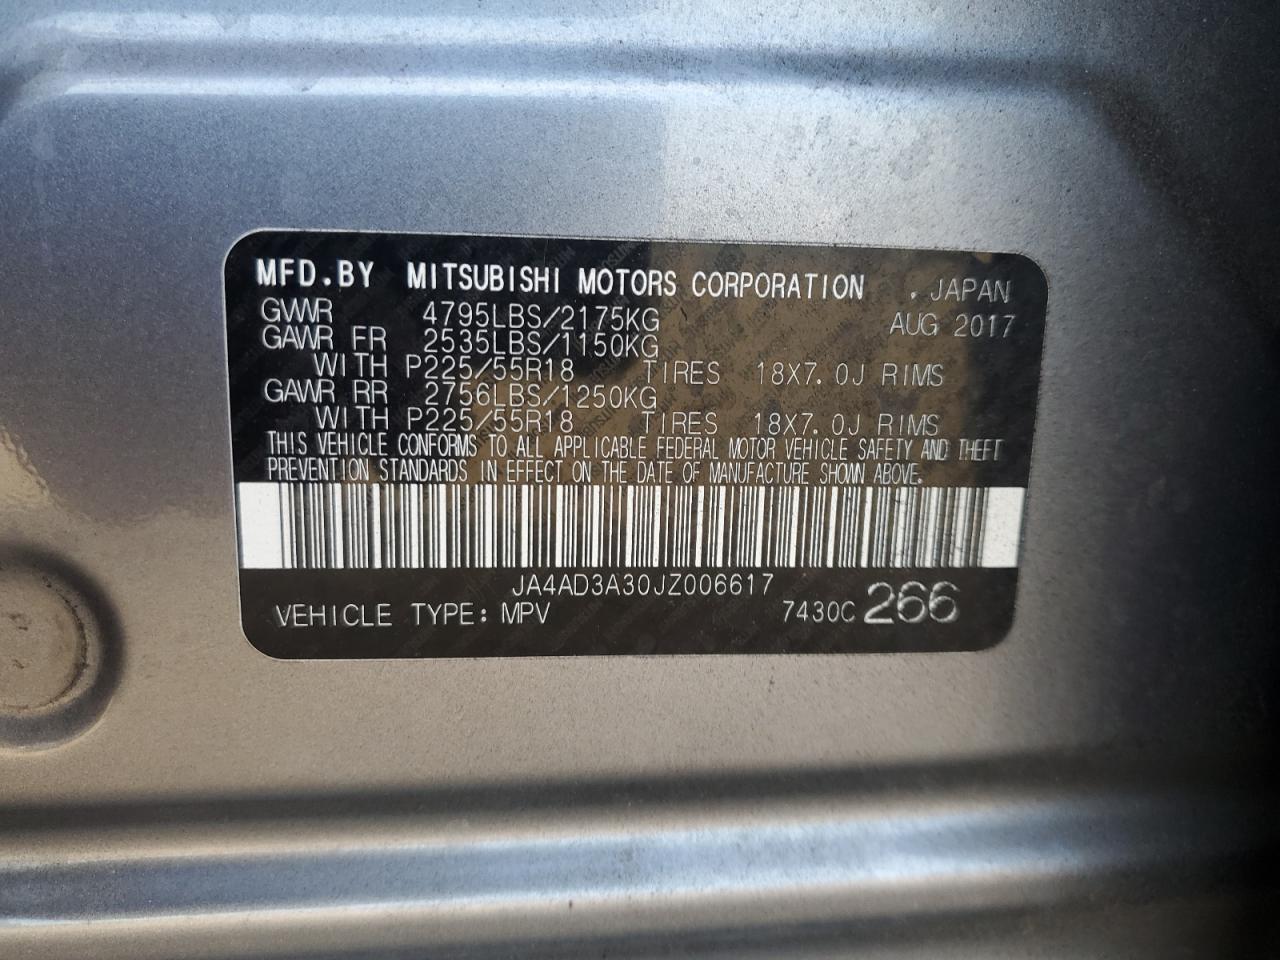 MFD.BY MITSUBISHI MOTORS CORPORATION . JAPAN
GVWR 4795LBS/2175KG AUG 2017
GAWR FR 2535LBS/1150KG
WITH P225/55R18 TIRES 18X7.0J RIMS
GAWR RR 2756LBS/1250KG
WITH P225/55R18 TIRES 18X7.0J RIMS
THIS VEHICLE CONFORMS TO ALL APPLICABLE FEDERAL MOTOR VEHICLE SAFETY AND THEFT
PREVENTION STANDARDS IN EFFECT ON THE DATE OF MANUFACTURE SHOWN ABOVE.
JA4AD3A30JZ006617
VEHICLE TYPE: MPV 7430C 266